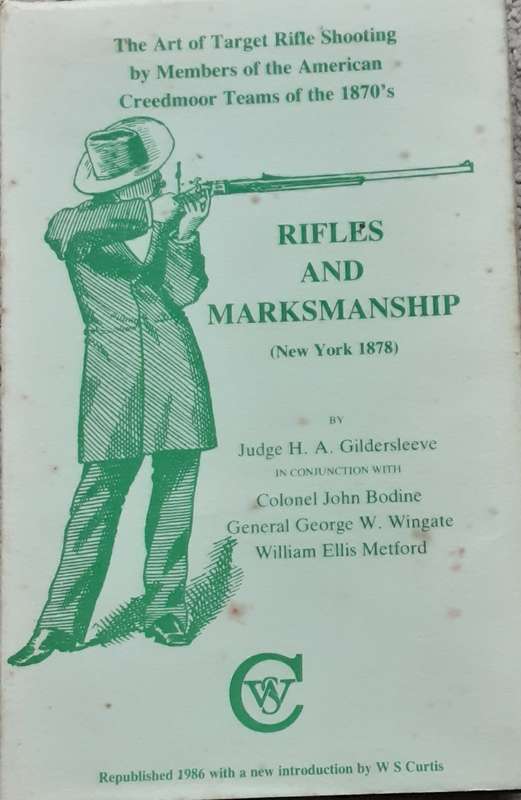 The Art of Target Rifle Shooting
by Members of the American
Creedmoor Teams of the 1870's
RIFLES
AND
MARKSMANSHIP
(New York 1878)
BY
Judge H. A. Gildersleeve
IN CONJUNCTION WITH
Colonel John Bodine
General George W. Wingate
William Ellis Metford
WSC
Republished 1986 with a new introduction by W S Curtis